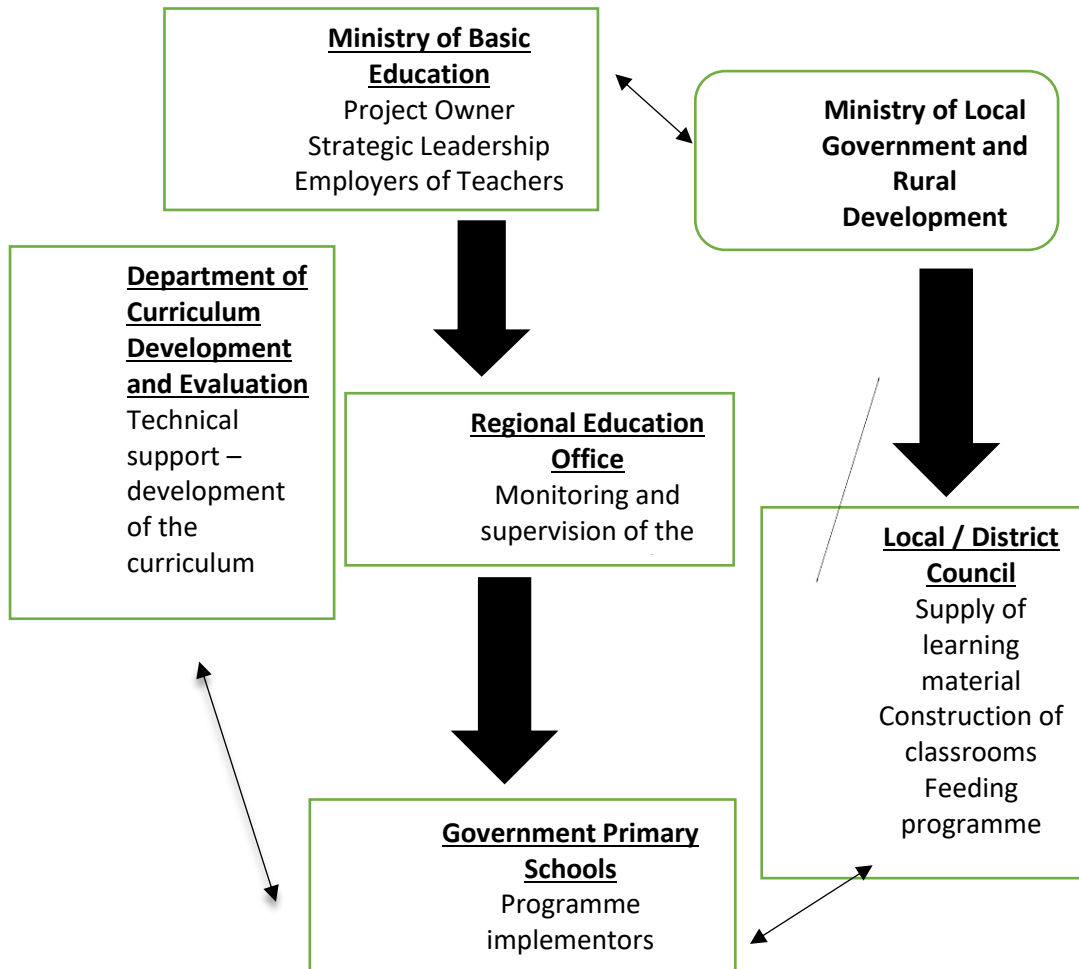 Ministry of Basic
Education
Project Owner
Strategic Leadership
Employers of Teachers
Ministry of Local
Government and
Rural
Development
Department of
Curriculum
Development
and Evaluation
Technical
support –
development
of the
curriculum
Regional Education
Office
Monitoring and
supervision of the
Local / District
Council
Supply of
learning
material
Construction of
classrooms
Feeding
programme
Government Primary
Schools
Programme
implementors